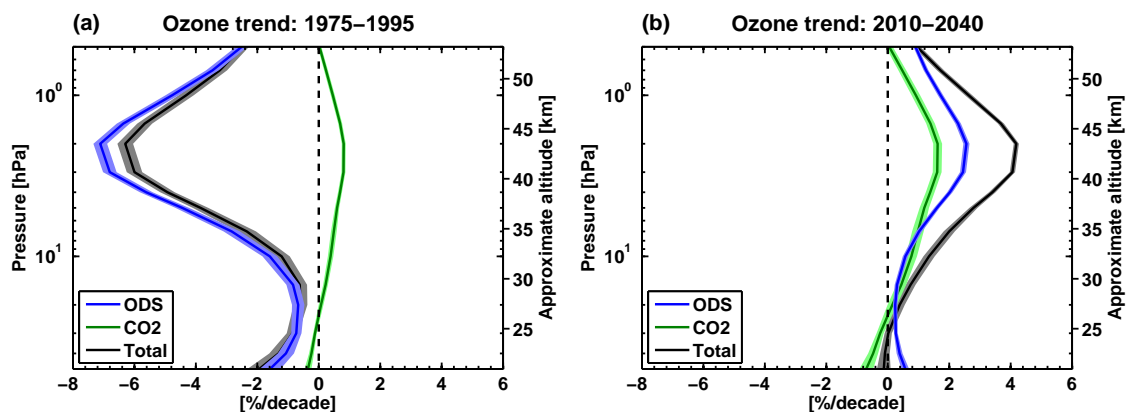 (a) Ozone trend: 1975−1995
Pressure [hPa]
10⁰
10¹
ODS
CO2
Total
50
45
40
35
30
25
Approximate altitude [km]
−8 −6 −4 −2 0 2 4 6
[%/decade]
(b) Ozone trend: 2010−2040
Pressure [hPa]
10⁰
10¹
ODS
CO2
Total
50
45
40
35
30
25
Approximate altitude [km]
−8 −6 −4 −2 0 2 4 6
[%/decade]